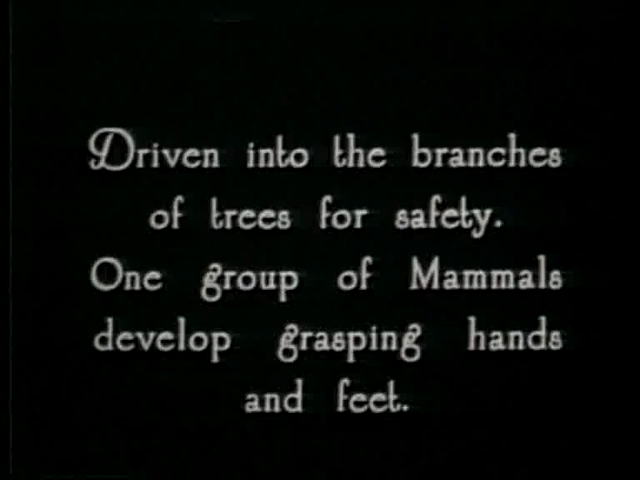 Driven into the branches
of trees for safety.
One group of Mammals
develop grasping hands
and feet.